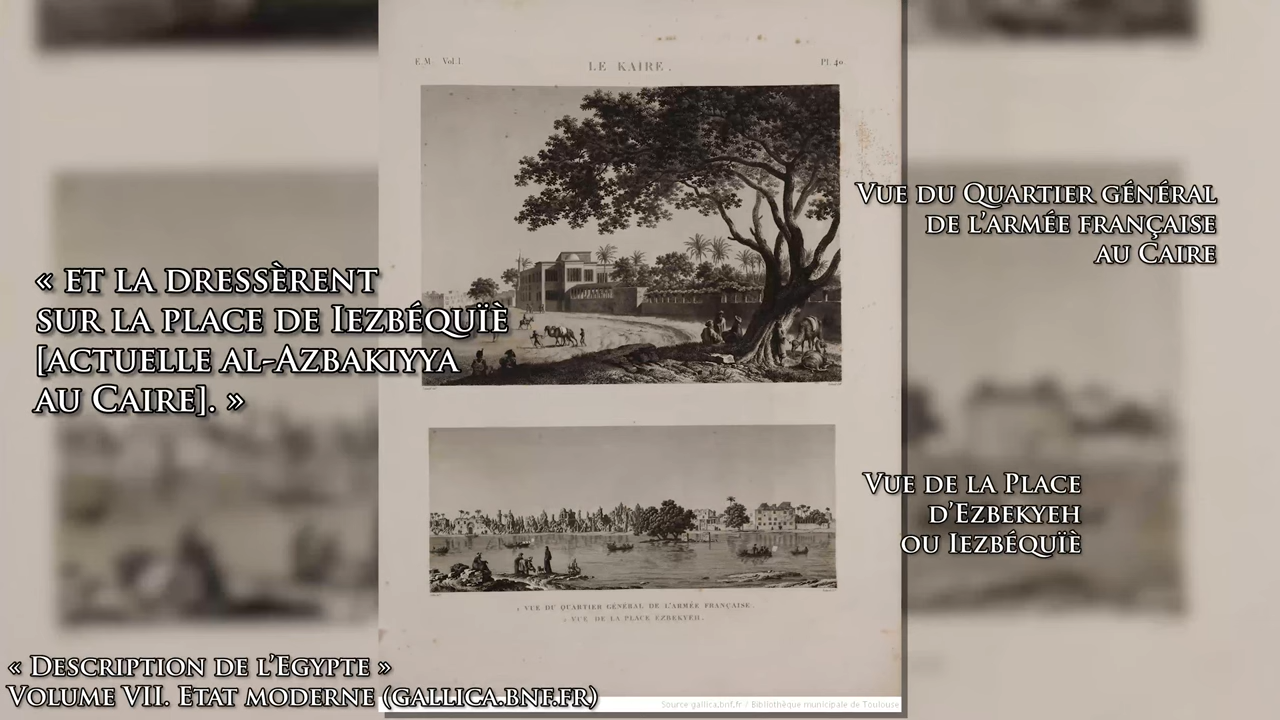 E.M. Vol. I.
LE KAIRE.
Pl. 40
VUE DU QUARTIER GÉNÉRAL
DE L'ARMÉE FRANÇAISE
AU CAIRE
« ET LA DRESSÈRENT
SUR LA PLACE DE IEZBÉQUÏÈ
[ACTUELLE AL-AZBAKIYYA
AU CAIRE]. »
VUE DE LA PLACE
D'EZBEKYEH
OU IEZBÉQUÏÈ
1. VUE DU QUARTIER GÉNÉRAL DE L'ARMÉE FRANÇAISE.
2. VUE DE LA PLACE EZBEKYEH.
« DESCRIPTION DE L'EGYPTE »
VOLUME VII. ETAT MODERNE (GALLICA.BNF.FR)
Source gallica.bnf.fr / Bibliothèque municipale de Toulouse